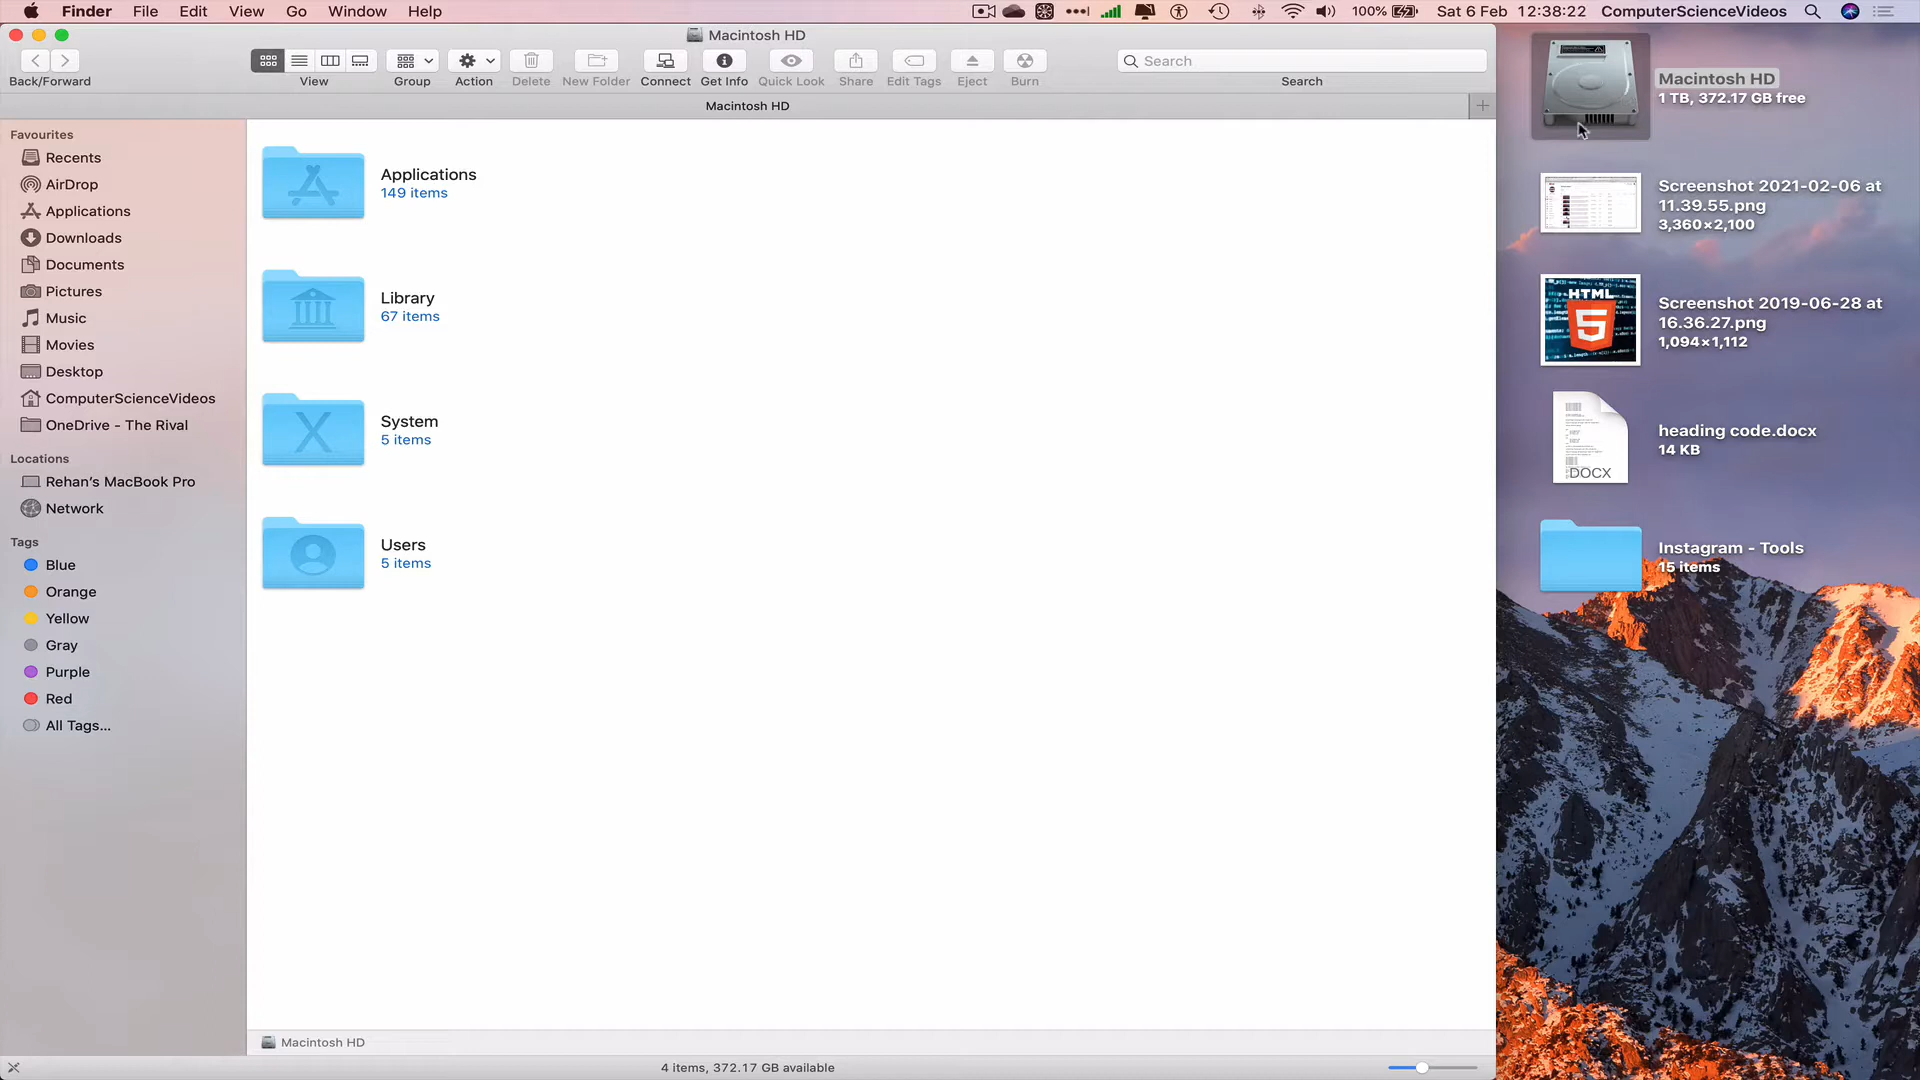 Finder File Edit View Go Window Help
100% Sat 6 Feb 12:38:22 ComputerScienceVideos
Macintosh HD
Back/Forward View Group Action Delete New Folder Connect Get Info Quick Look Share Edit Tags Eject Burn Search
Search
Macintosh HD
Favourites
Recents
AirDrop
Applications
Downloads
Documents
Pictures
Music
Movies
Desktop
ComputerScienceVideos
OneDrive - The Rival
Locations
Rehan's MacBook Pro
Network
Tags
Blue
Orange
Yellow
Gray
Purple
Red
All Tags...
Applications
149 items
Library
67 items
System
5 items
Users
5 items
Macintosh HD
4 items, 372.17 GB available
Macintosh HD
1 TB, 372.17 GB free
Screenshot 2021-02-06 at
11.39.55.png
3,360×2,100
HTML
5
Screenshot 2019-06-28 at
16.36.27.png
1,094×1,112
DOCX
heading code.docx
14 KB
Instagram - Tools
15 items